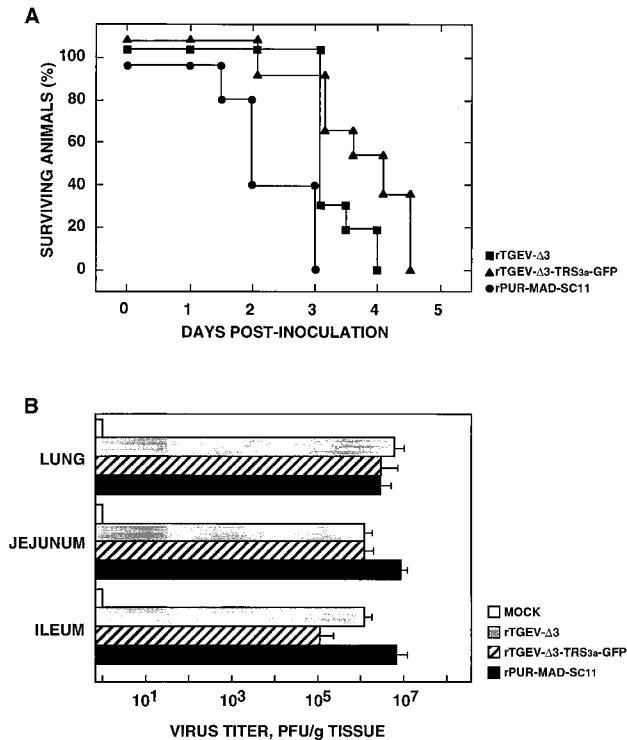 A
SURVIVING ANIMALS (%)
100
80
60
40
20
0
0 1 2 3 4 5
DAYS POST-INOCULATION
rTGEV-Δ3
rTGEV-Δ3-TRS3a-GFP
rPUR-MAD-SC11
B
LUNG
JEJUNUM
ILEUM
10¹ 10³ 10⁵ 10⁷
VIRUS TITER, PFU/g TISSUE
MOCK
rTGEV-Δ3
rTGEV-Δ3-TRS3a-GFP
rPUR-MAD-SC11